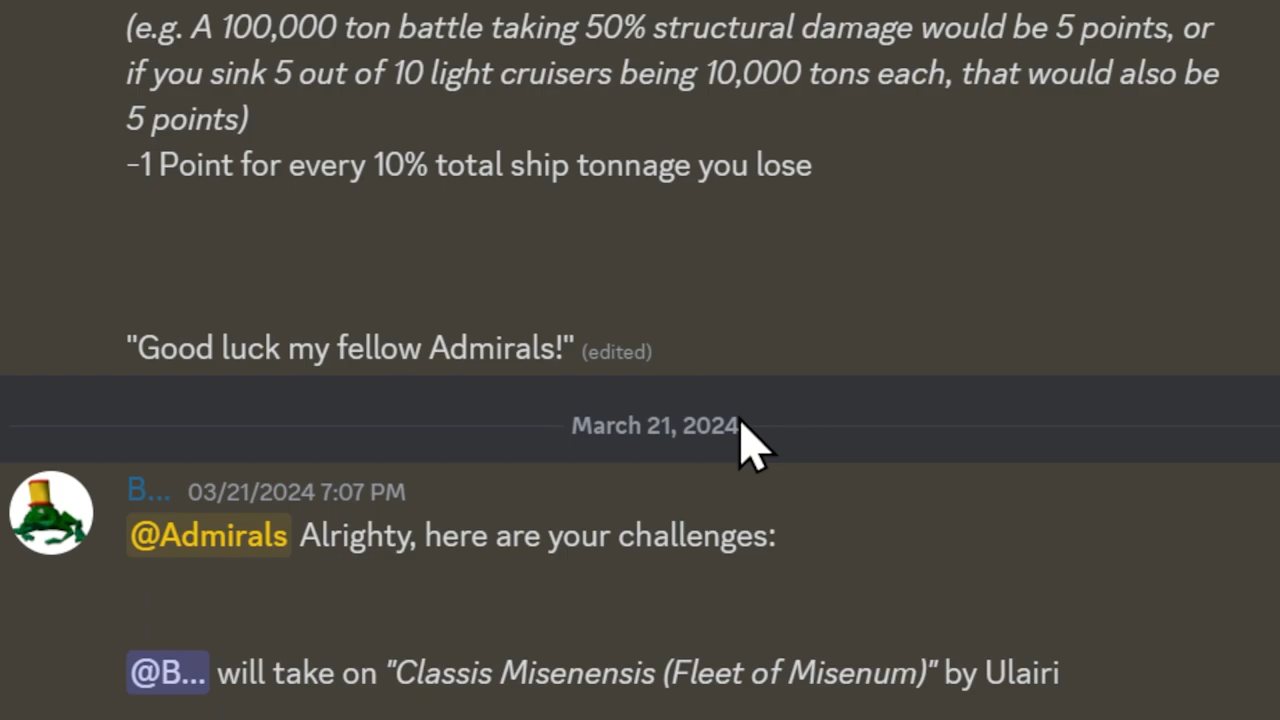 (e.g. A 100,000 ton battle taking 50% structural damage would be 5 points, or
if you sink 5 out of 10 light cruisers being 10,000 tons each, that would also be
5 points)
-1 Point for every 10% total ship tonnage you lose
"Good luck my fellow Admirals!" (edited)
March 21, 2024
B... 03/21/2024 7:07 PM
@Admirals Alrighty, here are your challenges:
@B... will take on "Classis Misenensis (Fleet of Misenum)" by Ulairi